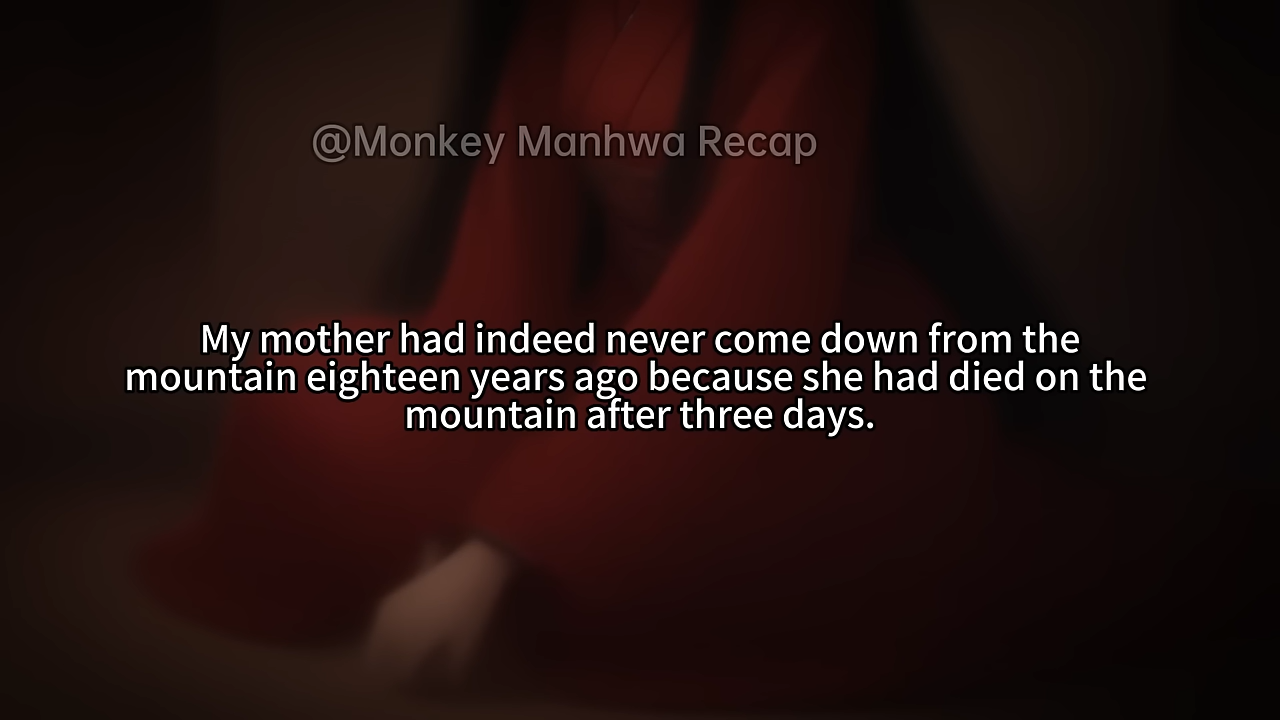 @Monkey Manhwa Recap
My mother had indeed never come down from the
mountain eighteen years ago because she had died on the
mountain after three days.